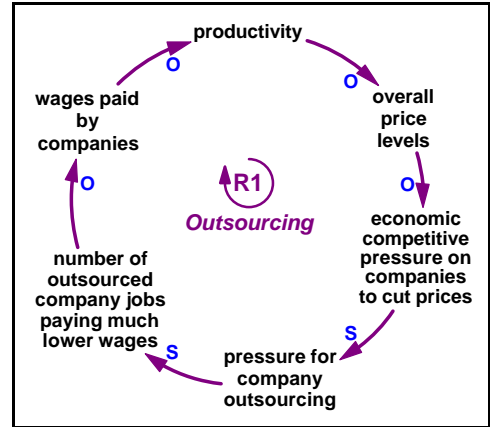 productivity
O
overall
price
levels
O
economic
competitive
pressure on
companies
to cut prices
S
pressure for
company
outsourcing
S
number of
outsourced
company jobs
paying much
lower wages
O
wages paid
by
companies
O
R1
Outsourcing